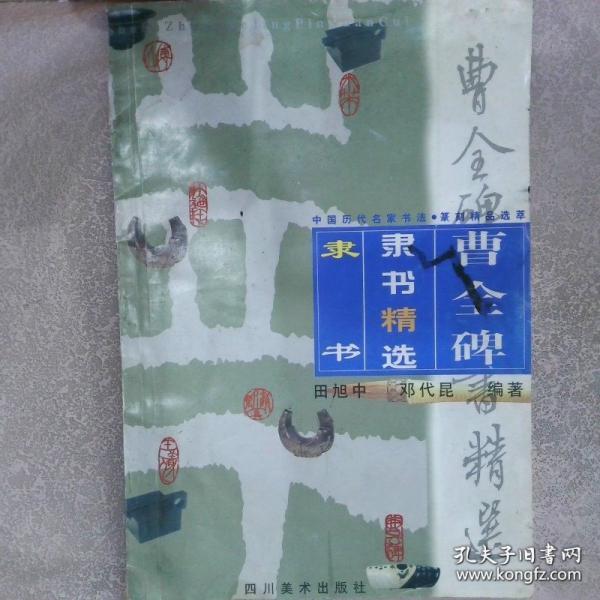 中国历代名家书法•篆刻精品选萃
曹全碑
隶书精选
隶书
田旭中 邓代昆 编著
曹全碑 书精選
四川美术出版社
孔夫子旧书网
www.kongfz.com